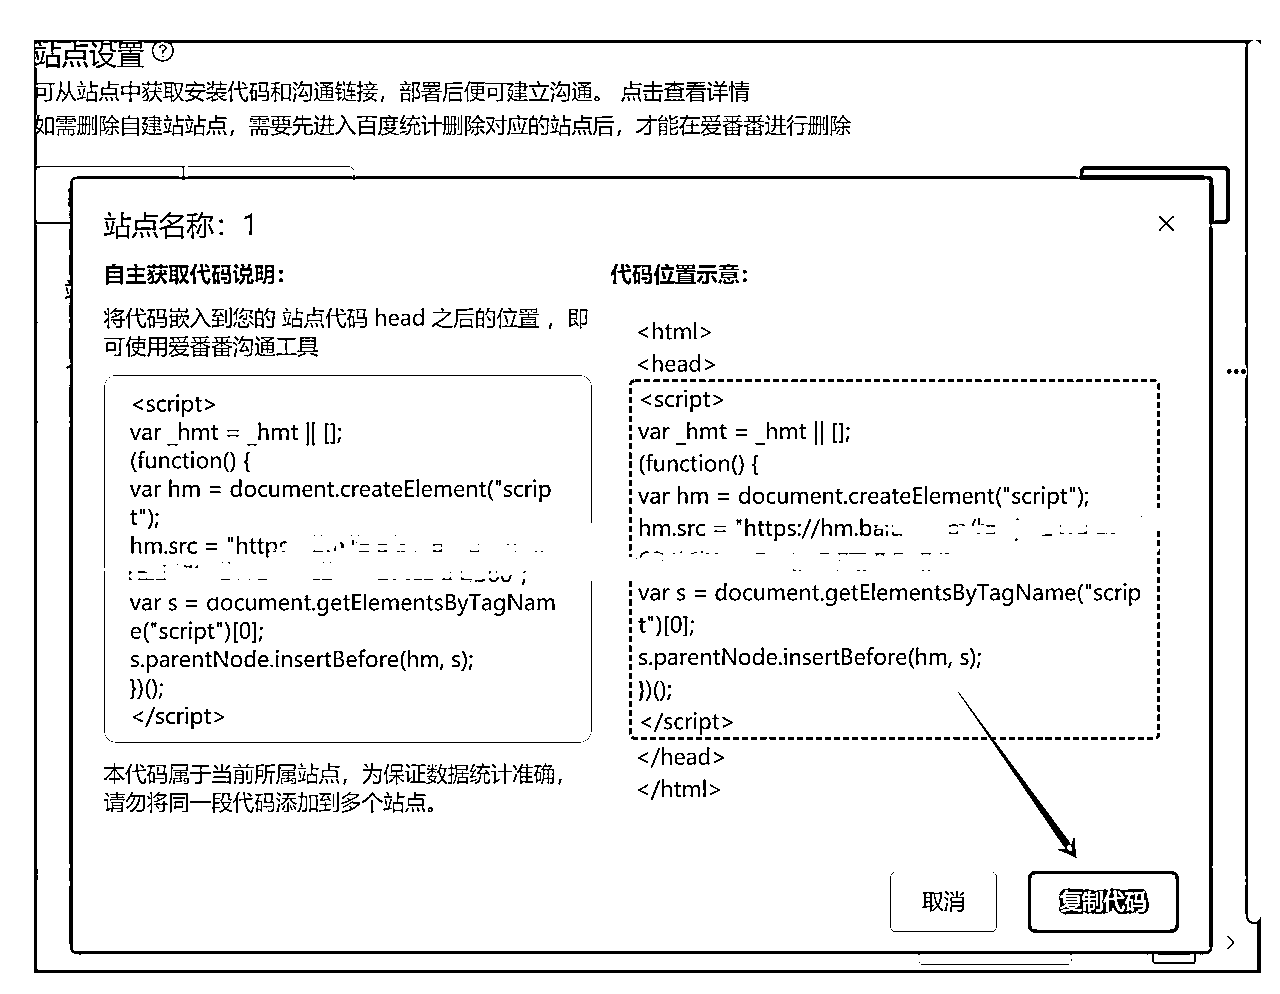 站点设置?
可从站点中获取安装代码和沟通链接，部署后便可建立沟通。 点击查看详情
如需删除自建站站点，需要先进入百度统计删除对应的站点后，才能在爱番番进行删除
站点名称：1
自主获取代码说明：
将代码嵌入到您的 站点代码 head 之后的位置 ，即
可使用爱番番沟通工具
<script>
var _hmt = _hmt || [];
(function() {
var hm = document.createElement("scrip
t");
hm.src = "https
var s = document.getElementsByTagNam
e("script")[0];
s.parentNode.insertBefore(hm, s);
})();
</script>
本代码属于当前所属站点，为保证数据统计准确，
请勿将同一段代码添加到多个站点。
代码位置示意：
<html>
<head>
<script>
var _hmt = _hmt || [];
(function() {
var hm = document.createElement("script");
hm.src = "https://hm.
var s = document.getElementsByTagName("scrip
t")[0];
s.parentNode.insertBefore(hm, s);
})();
</script>
</head>
</html>
取消
复制代码